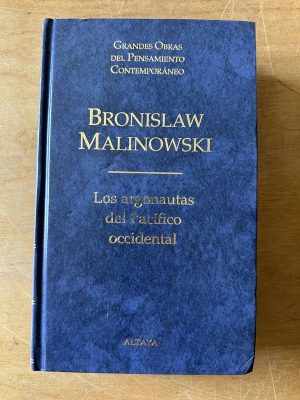 GRANDES OBRAS
DEL PENSAMIENTO
CONTEMPORÁNEO
BRONISLAW
MALINOWSKI
Los argonautas
del Pacífico
occidental
ALTAYA